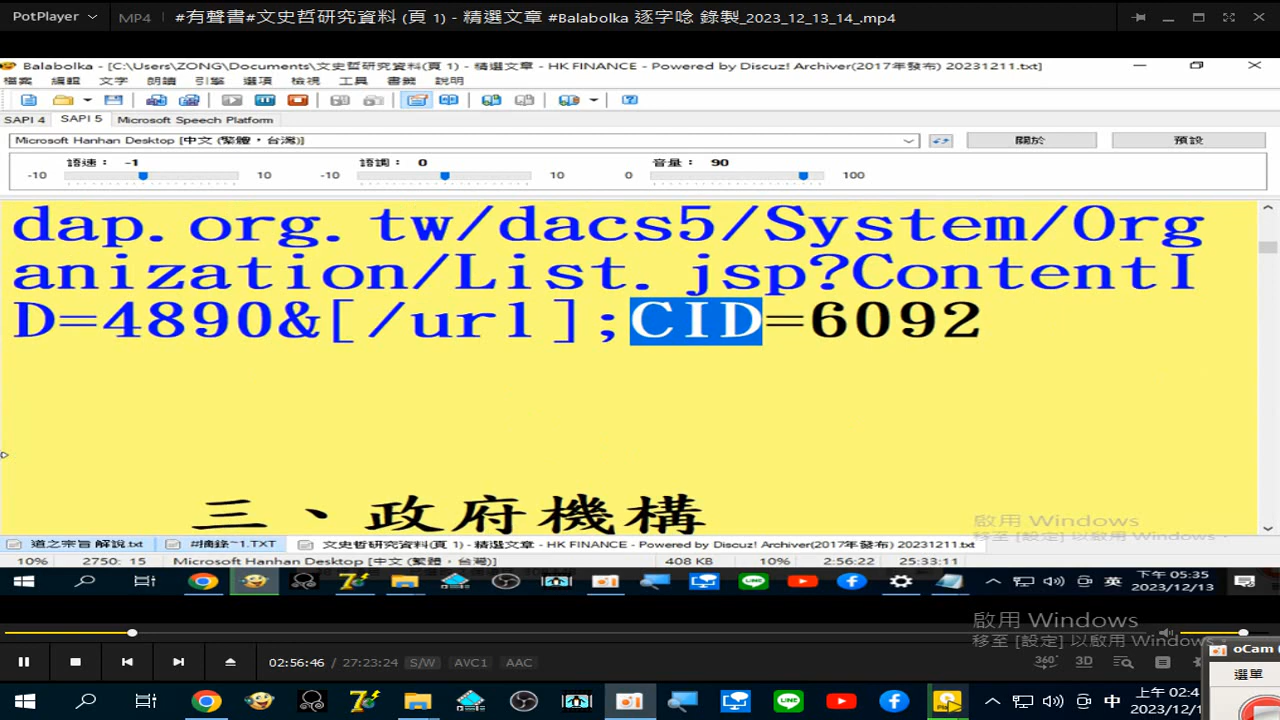 PotPlayer MP4 #有聲書#文史哲研究資料 (頁 1) - 精選文章 #Balabolka 逐字唸 錄製_2023_12_13_14_.mp4
Balabolka - [C:\Users\ZONG\Documents\文史哲研究資料(頁 1) - 精選文章 - HK FINANCE - Powered by Discuz! Archiver(2017年發布) 20231211.txt]
檔案 編輯 文字 朗讀 引擎 選項 檢視 工具 書籤 說明
SAPI 4 SAPI 5 Microsoft Speech Platform
Microsoft Hanhan Desktop [中文 (繁體，台灣)] 關於 預設
語速： -1 語調： 0 音量： 90
-10 10 -10 10 0 100
dap.org.tw/dacs5/System/Org
anization/List.jsp?ContentI
D=4890&[/url];CID=6092
三、政府機構
啟用 Windows
移至 [設定] 以啟用 Windows。
道之宗旨 解說.txt #摘錄~1.TXT 文史哲研究資料(頁 1) - 精選文章 - HK FINANCE - Powered by Discuz! Archiver(2017年發布) 20231211.txt
10% 2750: 15 Microsoft Hanhan Desktop [中文 (繁體，台灣)] 408 KB 10% 2:56:22 25:33:11
英 下午 05:35
2023/12/13
啟用 Windows
移至 [設定] 以啟用 Windows。
oCam
02:56:46 / 27:23:24 S/W AVC1 AAC 360° 3D
選單
中 上午 02:4
2023/12/1